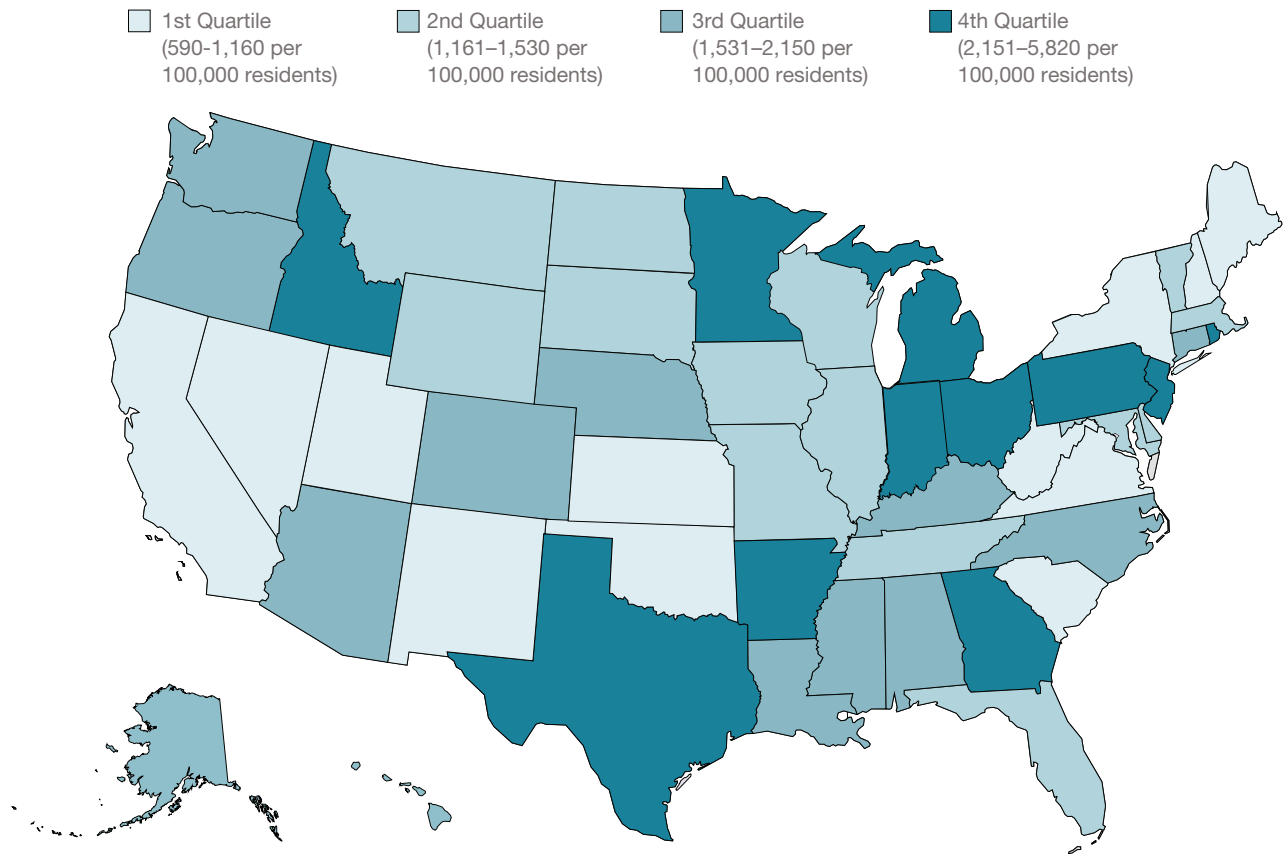 1st Quartile
(590-1,160 per
100,000 residents)
2nd Quartile
(1,161–1,530 per
100,000 residents)
3rd Quartile
(1,531–2,150 per
100,000 residents)
4th Quartile
(2,151–5,820 per
100,000 residents)